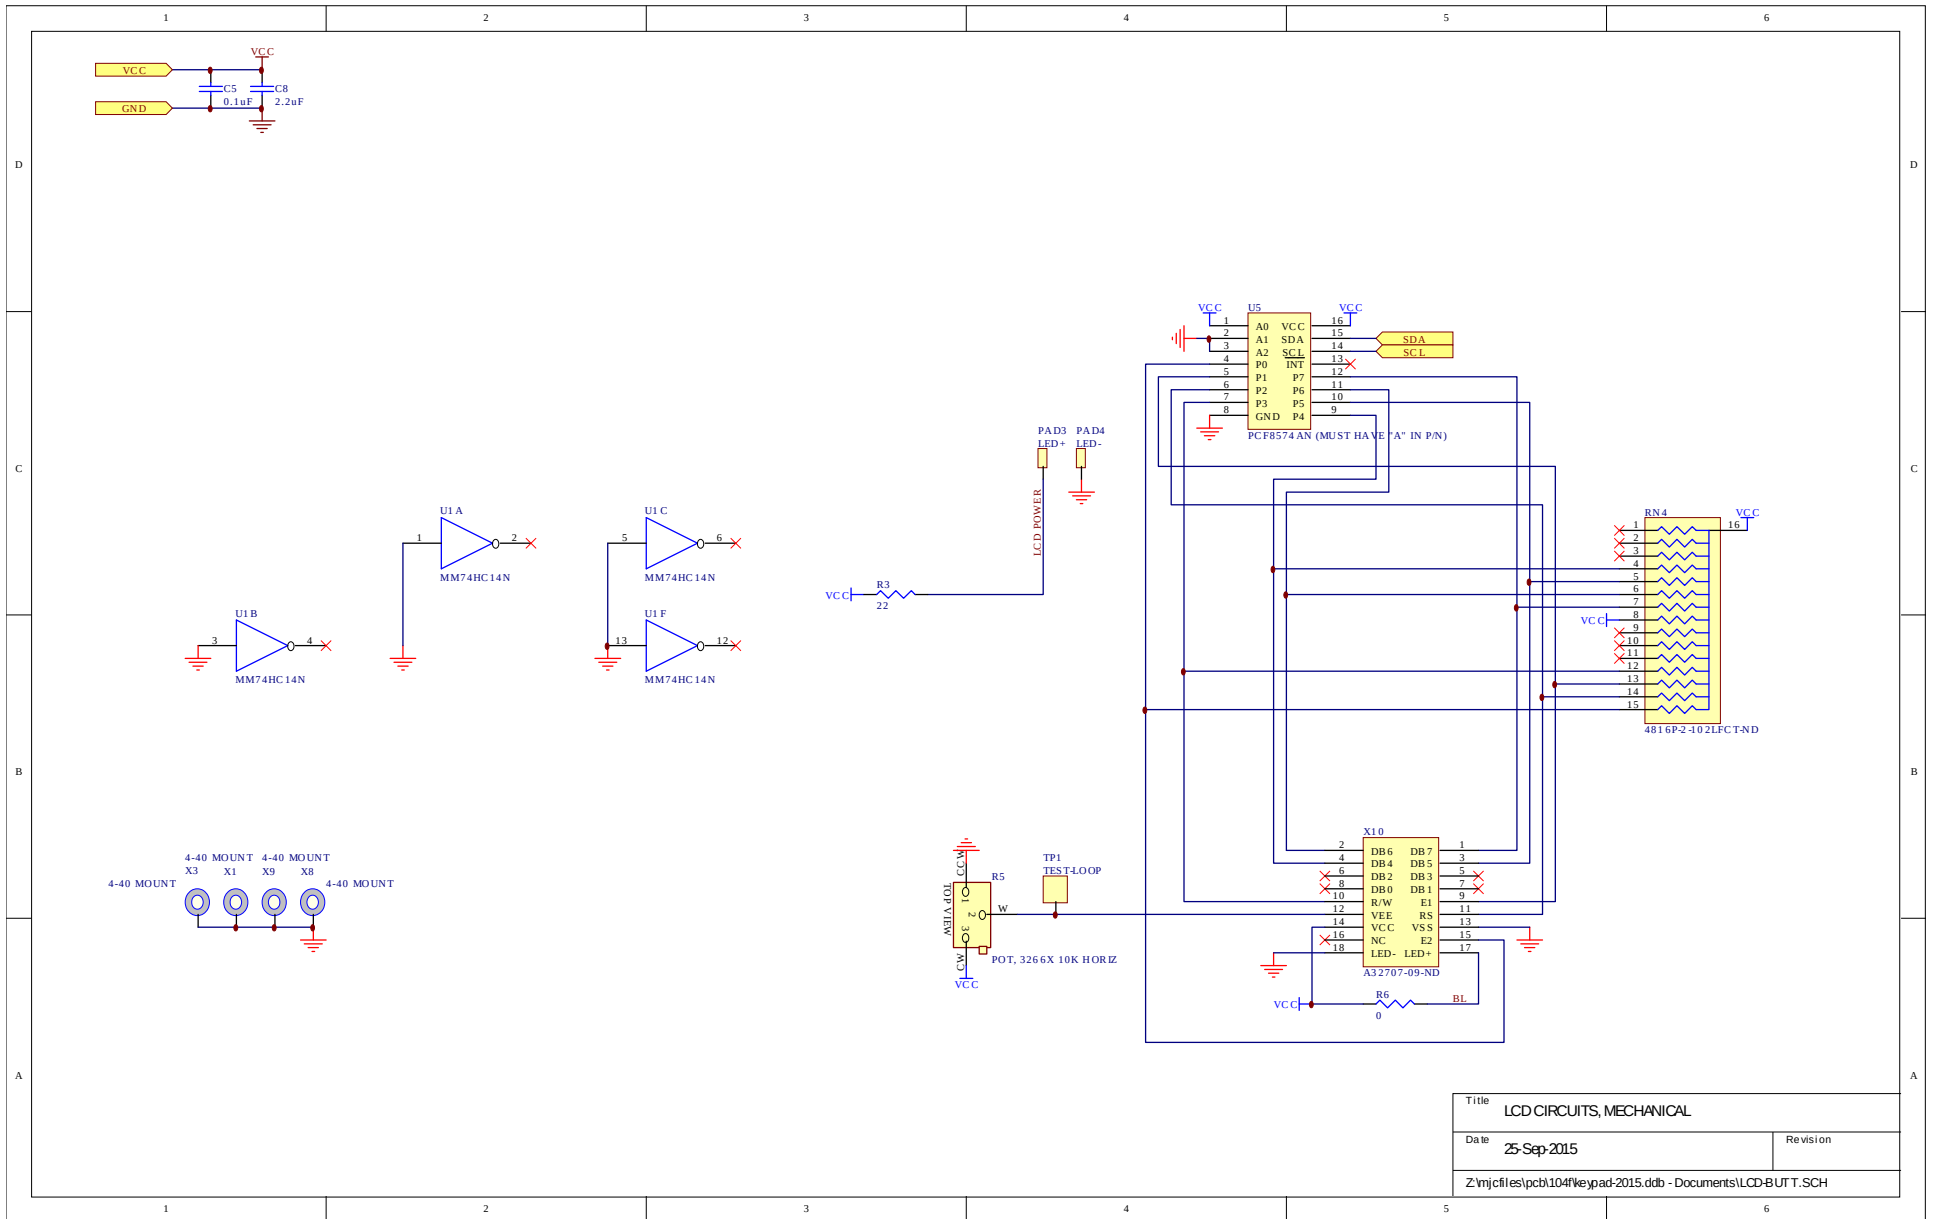 1 2 3 4 5 6
VCC
VCC
C5 C8
0.1uF 2.2uF
GND
D D
VCC U5 VCC
1 A0 VCC 16
2 A1 SDA 15 SDA
3 A2 SCL 14 SCL
4 P0 INT 13
5 P1 P7 12
6 P2 P6 11
7 P3 P5 10
8 GND P4 9
PCF8574AN (MUST HAVE "A" IN P/N)
PAD3 PAD4
LED+ LED-
LCD POWER
C C
U1A
1 2
MM74HC14N
U1C
5 6
MM74HC14N
VCC R3
22
U1B
3 4
MM74HC14N
U1F
13 12
MM74HC14N
RN4 VCC
1 16
2
3
4
5
6
7
VCC 8
9
10
11
12
13
14
15
4816P-2-102LFCT-ND
B B
4-40 MOUNT 4-40 MOUNT
X3 X1 X9 X8
4-40 MOUNT 4-40 MOUNT
CCW
R5
TOP VIEW
1
2 W
3
CW
VCC
POT, 3266X 10K HORIZ
TP1
TEST-LOOP
X10
2 DB6 DB7 1
4 DB4 DB5 3
6 DB2 DB3 5
8 DB0 DB1 7
10 R/W E1 9
12 VEE RS 11
14 VCC VSS 13
16 NC E2 15
18 LED- LED+ 17
A32707-09-ND
VCC R6 BL
0
A A
Title LCD CIRCUITS, MECHANICAL
Date 25-Sep-2015 Revision
Z:\mjcfiles\pcb\104f\keypad-2015.ddb - Documents\LCD-BUTT.SCH
1 2 3 4 5 6